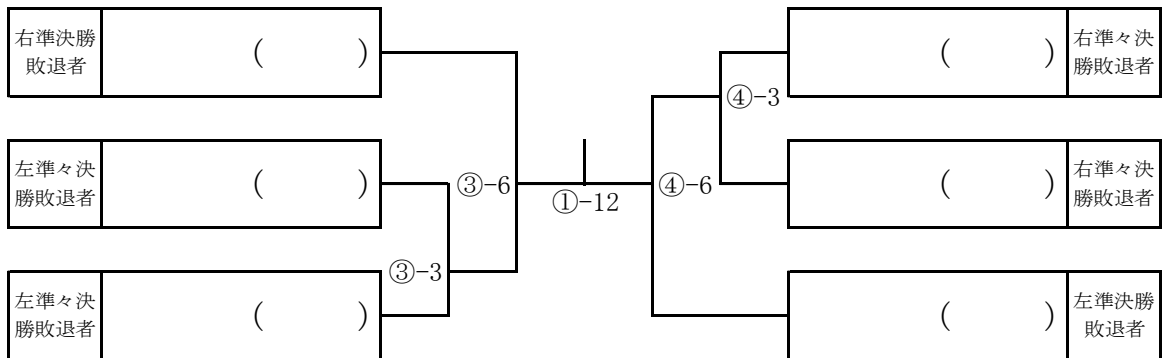 右準決勝
敗退者
(　　　)
(　　　)
右準々決
勝敗退者
④-3
左準々決
勝敗退者
(　　　)
③-6
①-12
④-6
(　　　)
右準々決
勝敗退者
③-3
左準々決
勝敗退者
(　　　)
(　　　)
左準決勝
敗退者